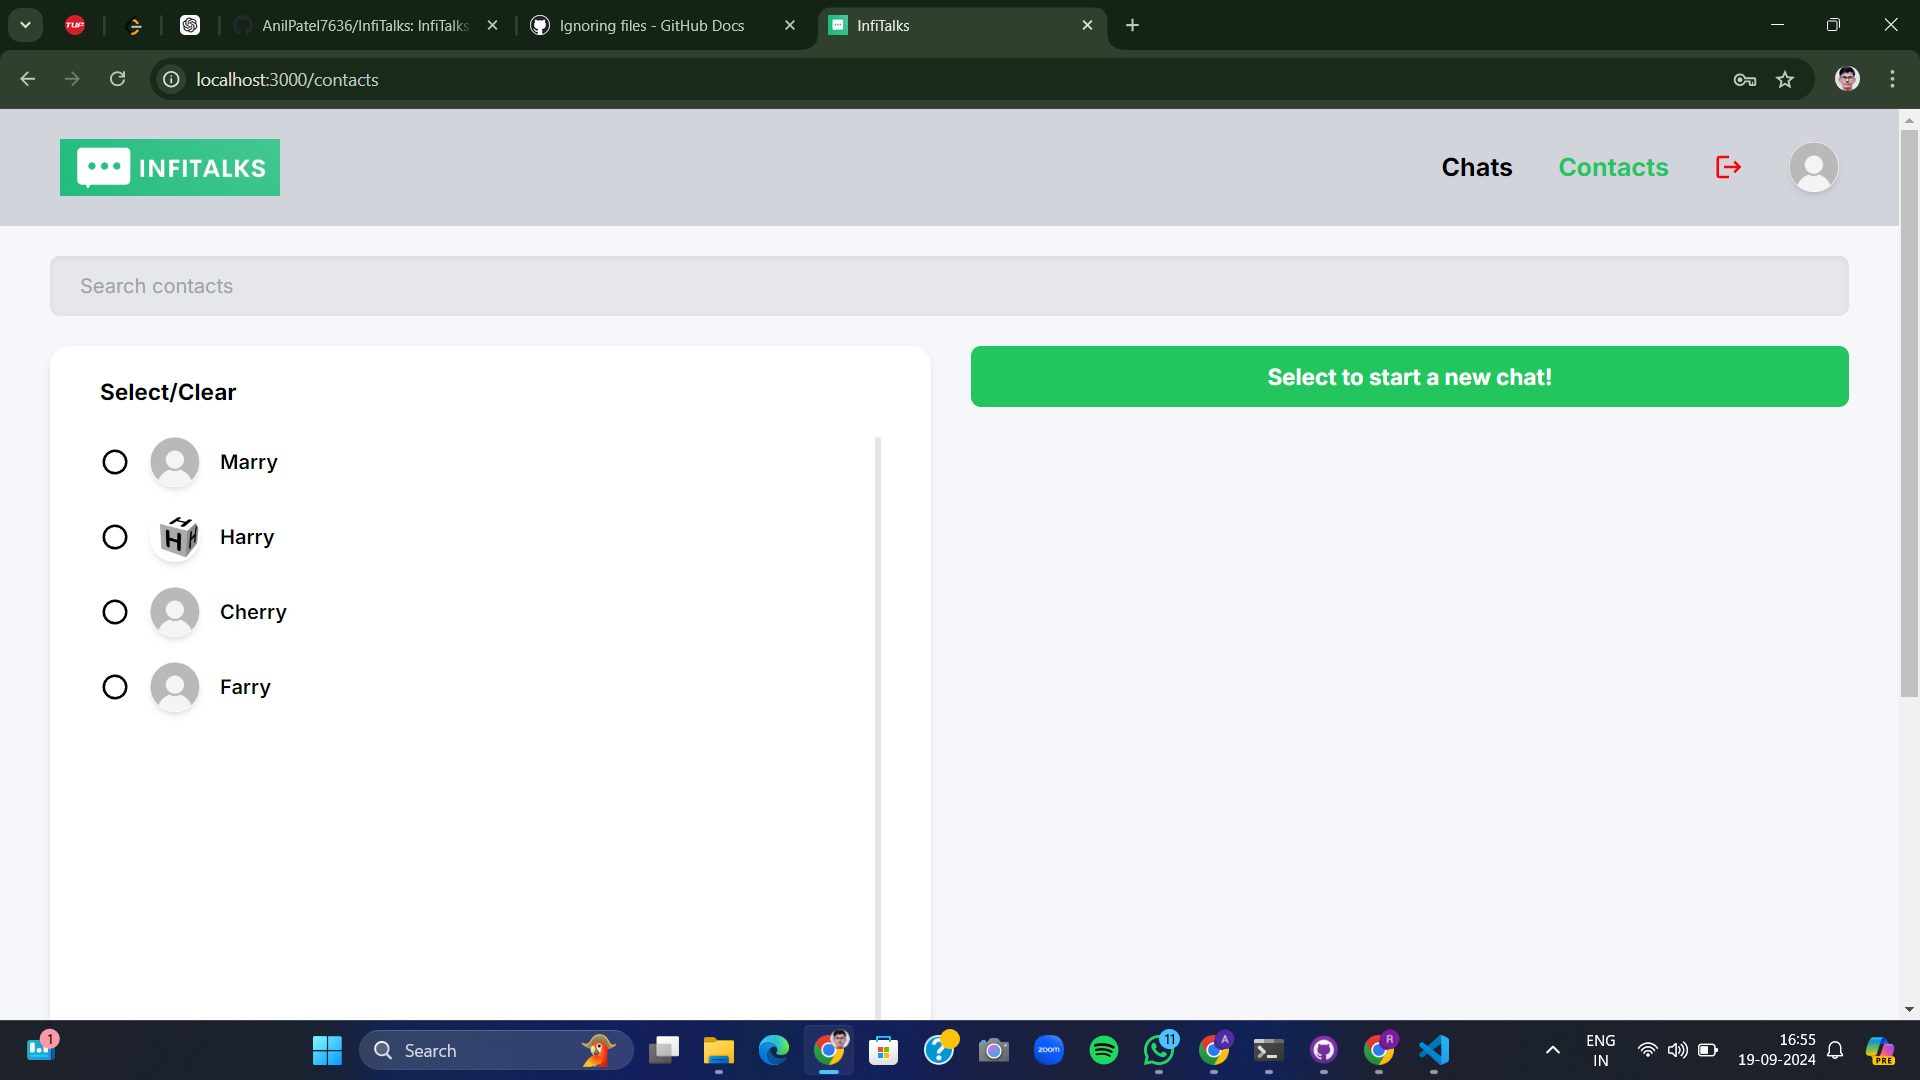 TUF
AnilPatel7636/InfiTalks: InfiTalks
Ignoring files - GitHub Docs
InfiTalks
localhost:3000/contacts
INFITALKS
Chats
Contacts
Search contacts
Select/Clear
Select to start a new chat!
Marry
H H H
Harry
Cherry
Farry
1
Search
zoom
11
A
R
ENG
IN
16:55
19-09-2024
PRE